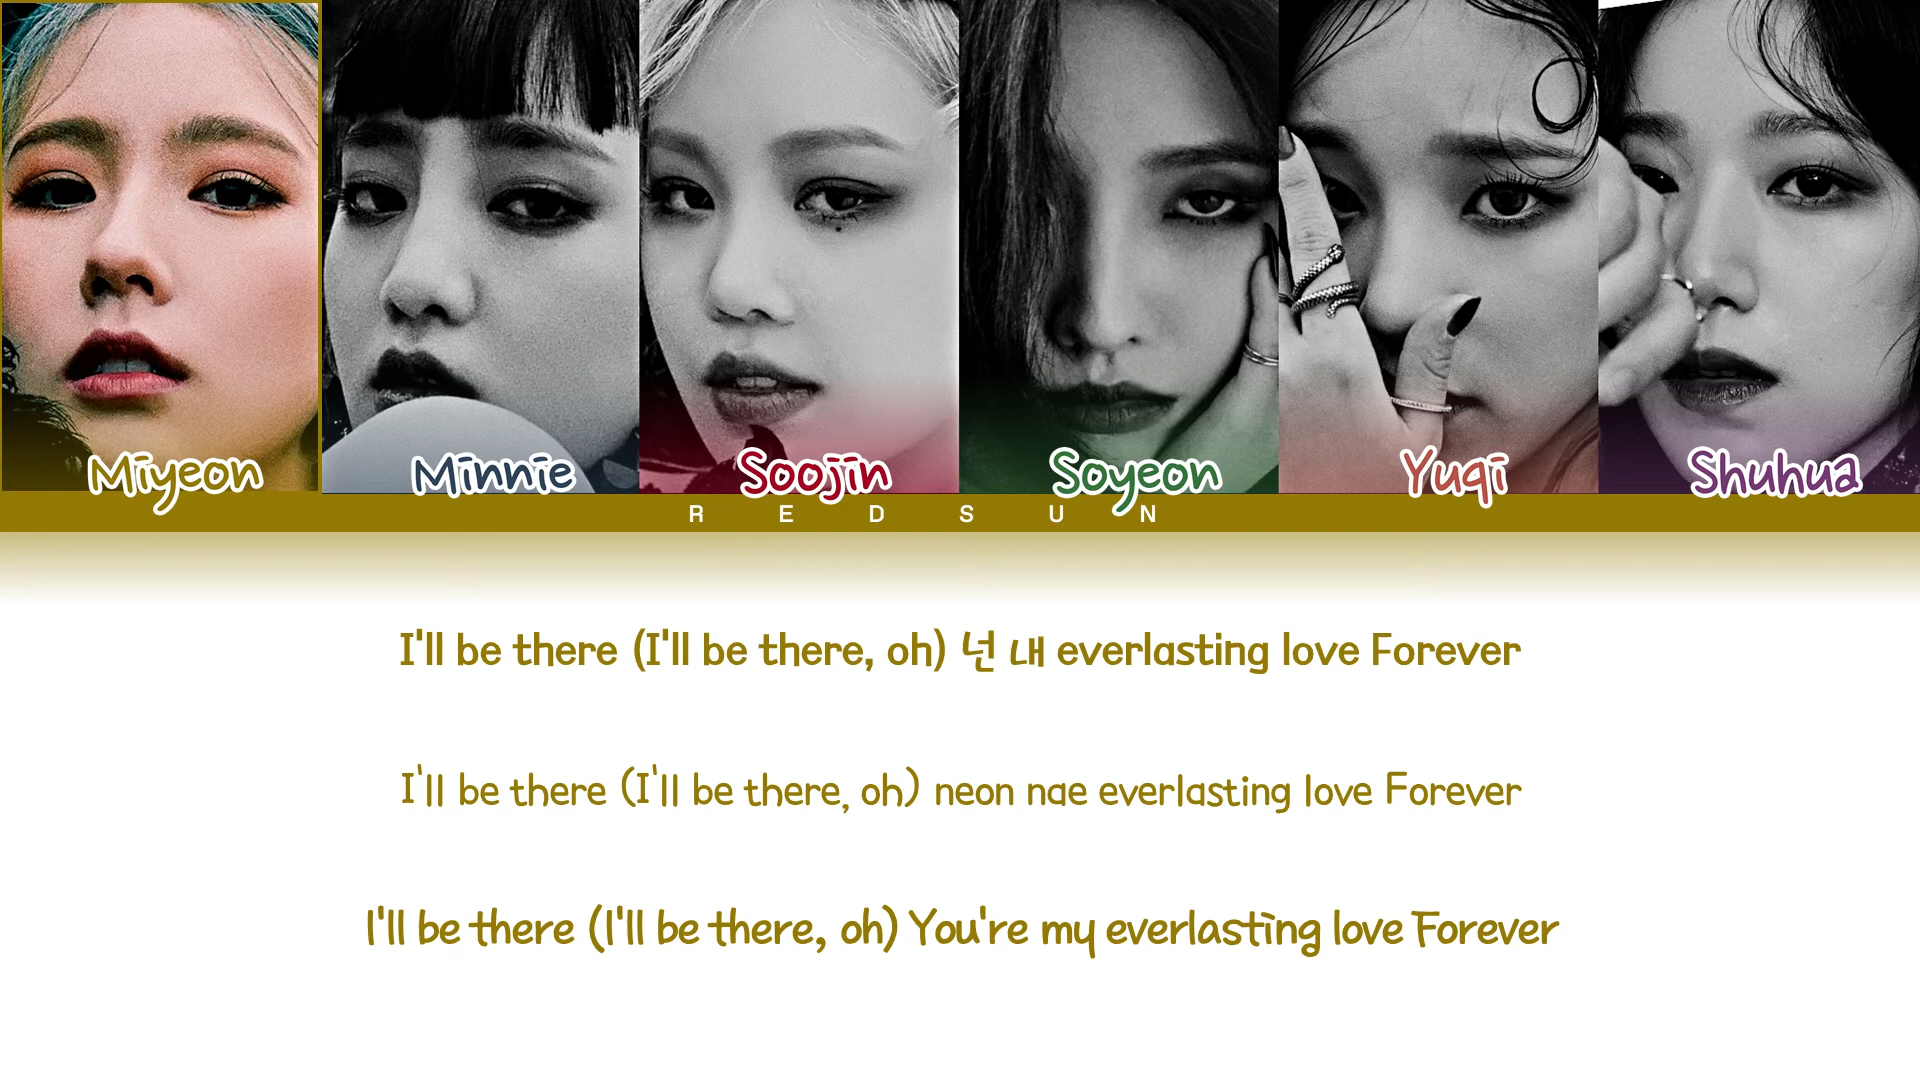 Miyeon Minnie Soojin Soyeon Yuqi Shuhua
REDSUN
I'll be there (I'll be there, oh) 넌 내 everlasting love Forever
I'll be there (I'll be there, oh) neon nae everlasting love Forever
I'll be there (I'll be there, oh) You're my everlasting love Forever